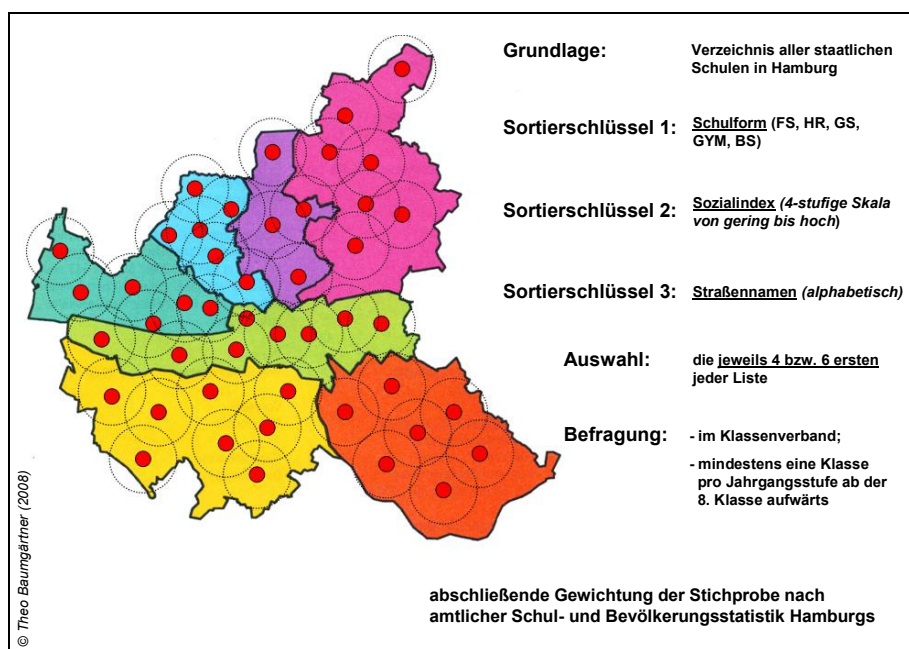 Grundlage: Verzeichnis aller staatlichen
Schulen in Hamburg
Sortierschlüssel 1: Schulform (FS, HR, GS,
GYM, BS)
Sortierschlüssel 2: Sozialindex (4-stufige Skala
von gering bis hoch)
Sortierschlüssel 3: Straßennamen (alphabetisch)
Auswahl: die jeweils 4 bzw. 6 ersten
jeder Liste
Befragung: - im Klassenverband;
- mindestens eine Klasse
pro Jahrgangsstufe ab der
8. Klasse aufwärts
abschließende Gewichtung der Stichprobe nach
amtlicher Schul- und Bevölkerungsstatistik Hamburgs
© Theo Baumgärtner (2008)